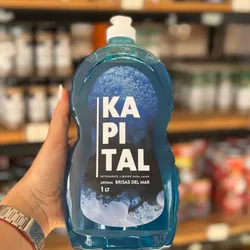 KA
PI
TAL
DETERGENTE LÍQUIDO PARA LAVAR
AROMA: BRISAS DEL MAR
1 LT